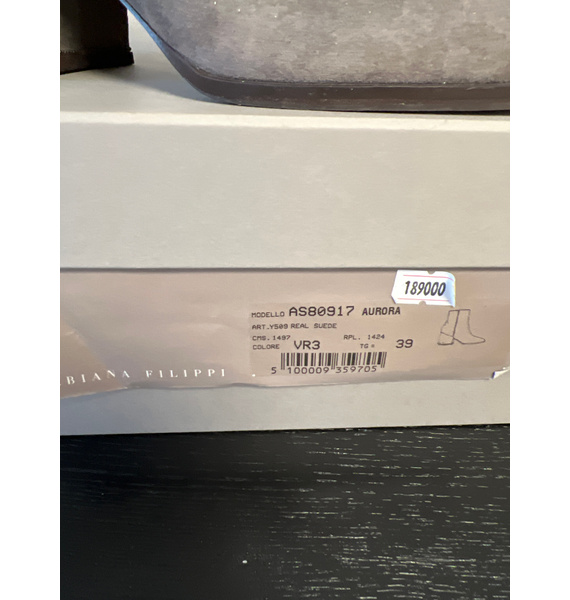 189000
MODELLO AS80917 AURORA
ART.Y509 REAL SUEDE
CMS. 1497 RPL. 1424
COLORE VR3 TG = 39
BIANA FILIPPI
5 100009 359705